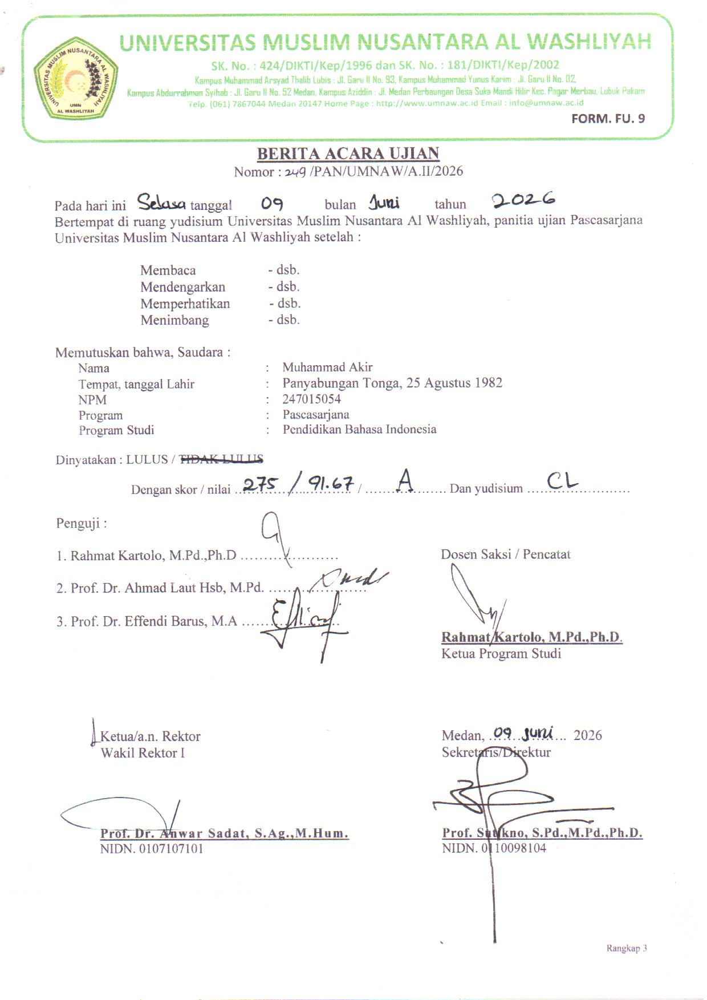 UNIVERSITAS MUSLIM NUSANTARA AL WASHLIYAH
SK. No. : 424/DIKTI/Kep/1996 dan SK. No. : 181/DIKTI/Kep/2002
Kampus Muhammad Arsyad Thalib Lubis : Jl. Garu II No. 93, Kampus Muhammad Yunus Karim : Jl. Garu II No. 02,
Kampus Abdurrahman Syihab : Jl. Garu II No. 52 Medan, Kampus Aziddin : Jl. Medan Perbaungan Desa Suka Mandi Hilir Kec. Pagar Merbau, Lubuk Pakam
Telp. (061) 7867044 Medan 20147 Home Page : http://www.umnaw.ac.id Email : info@umnaw.ac.id
UNIVERSITAS MUSLIM NUSANTARA AL WASHLIYAH
UMN
AL WASHLIYAH
FORM. FU. 9
BERITA ACARA UJIAN
Nomor : 249 /PAN/UMNAW/A.II/2026
Pada hari ini Selasa tanggal 09 bulan Juni tahun 2026
Bertempat di ruang yudisium Universitas Muslim Nusantara Al Washliyah, panitia ujian Pascasarjana
Universitas Muslim Nusantara Al Washliyah setelah :
Membaca - dsb.
Mendengarkan - dsb.
Memperhatikan - dsb.
Menimbang - dsb.
Memutuskan bahwa, Saudara :
Nama : Muhammad Akir
Tempat, tanggal Lahir : Panyabungan Tonga, 25 Agustus 1982
NPM : 247015054
Program : Pascasarjana
Program Studi : Pendidikan Bahasa Indonesia
Dinyatakan : LULUS / TIDAK LULUS
Dengan skor / nilai 275 / 91.67 / A Dan yudisium CL
Penguji :
1. Rahmat Kartolo, M.Pd.,Ph.D ........................ Dosen Saksi / Pencatat
2. Prof. Dr. Ahmad Laut Hsb, M.Pd. ........................
3. Prof. Dr. Effendi Barus, M.A ........................
Rahmat Kartolo, M.Pd.,Ph.D.
Ketua Program Studi
Ketua/a.n. Rektor Medan, 09 Juni 2026
Wakil Rektor I Sekretaris/Direktur
Prof. Dr. Anwar Sadat, S.Ag.,M.Hum. Prof. Sutikno, S.Pd.,M.Pd.,Ph.D.
NIDN. 0107107101 NIDN. 0110098104
Rangkap 3